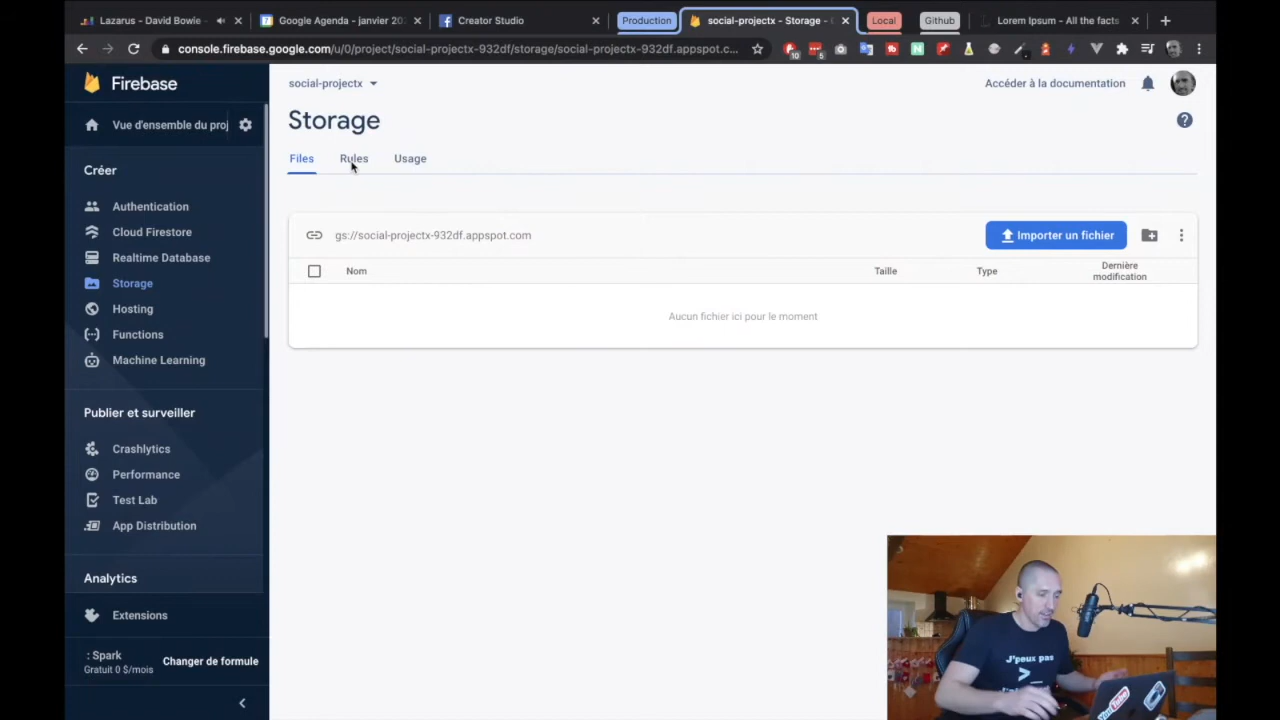 Lazarus - David Bowie -
Google Agenda - janvier 20
Creator Studio
Production
social-projectx - Storage -
Local
Github
Lorem Ipsum - All the facts
console.firebase.google.com/u/0/project/social-projectx-932df/storage/social-projectx-932df.appspot.c...
10
5
Firebase
social-projectx
Accéder à la documentation
Vue d'ensemble du proj
Storage
Files
Rules
Usage
Créer
Authentication
Cloud Firestore
Realtime Database
Storage
Hosting
Functions
Machine Learning
gs://social-projectx-932df.appspot.com
Importer un fichier
Nom
Taille
Type
Dernière
modification
Aucun fichier ici pour le moment
Publier et surveiller
Crashlytics
Performance
Test Lab
App Distribution
Analytics
Extensions
: Spark
Gratuit 0 $/mois
Changer de formule
J'peux pas
>_
YouTube